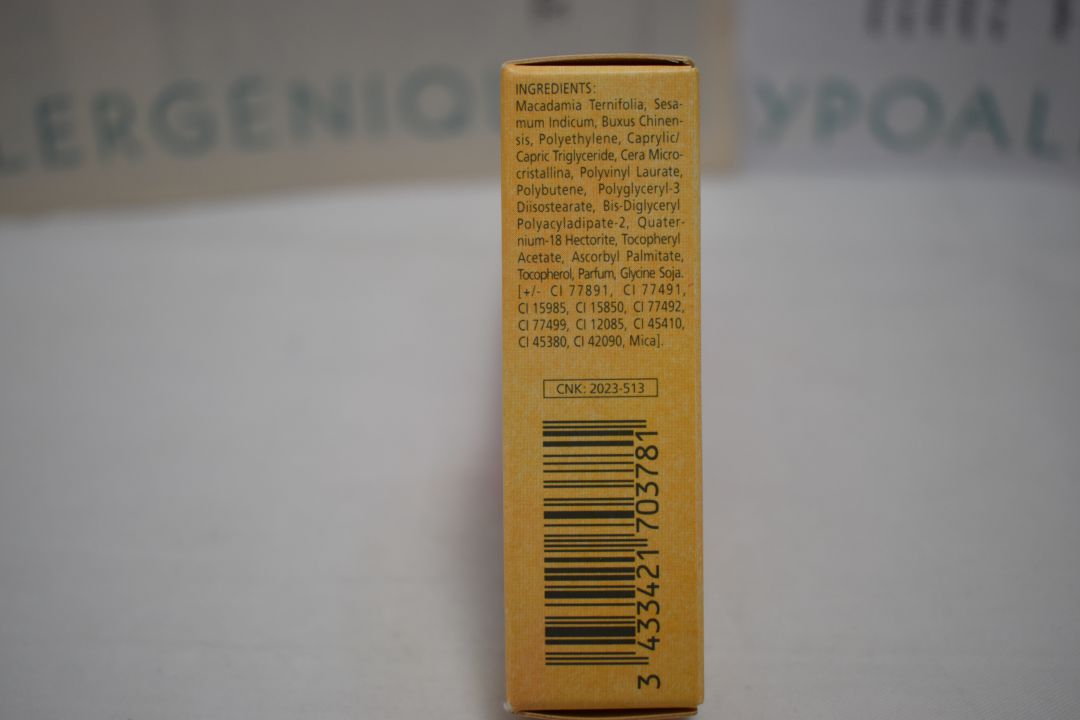 LERGÉNIQ
YPOAL
INGREDIENTS:
Macadamia Ternifolia, Sesa-
mum Indicum, Buxus Chinen-
sis, Polyethylene, Caprylic/
Capric Triglyceride, Cera Micro-
cristallina, Polyvinyl Laurate,
Polybutene, Polyglyceryl-3
Diisostearate, Bis-Diglyceryl
Polyacyladipate-2, Quater-
nium-18 Hectorite, Tocopheryl
Acetate, Ascorbyl Palmitate,
Tocopherol, Parfum, Glycine Soja.
[+/- CI 77891, CI 77491,
CI 15985, CI 15850, CI 77492,
CI 77499, CI 12085, CI 45410,
CI 45380, CI 42090, Mica].
CNK: 2023-513
3 433421 703781